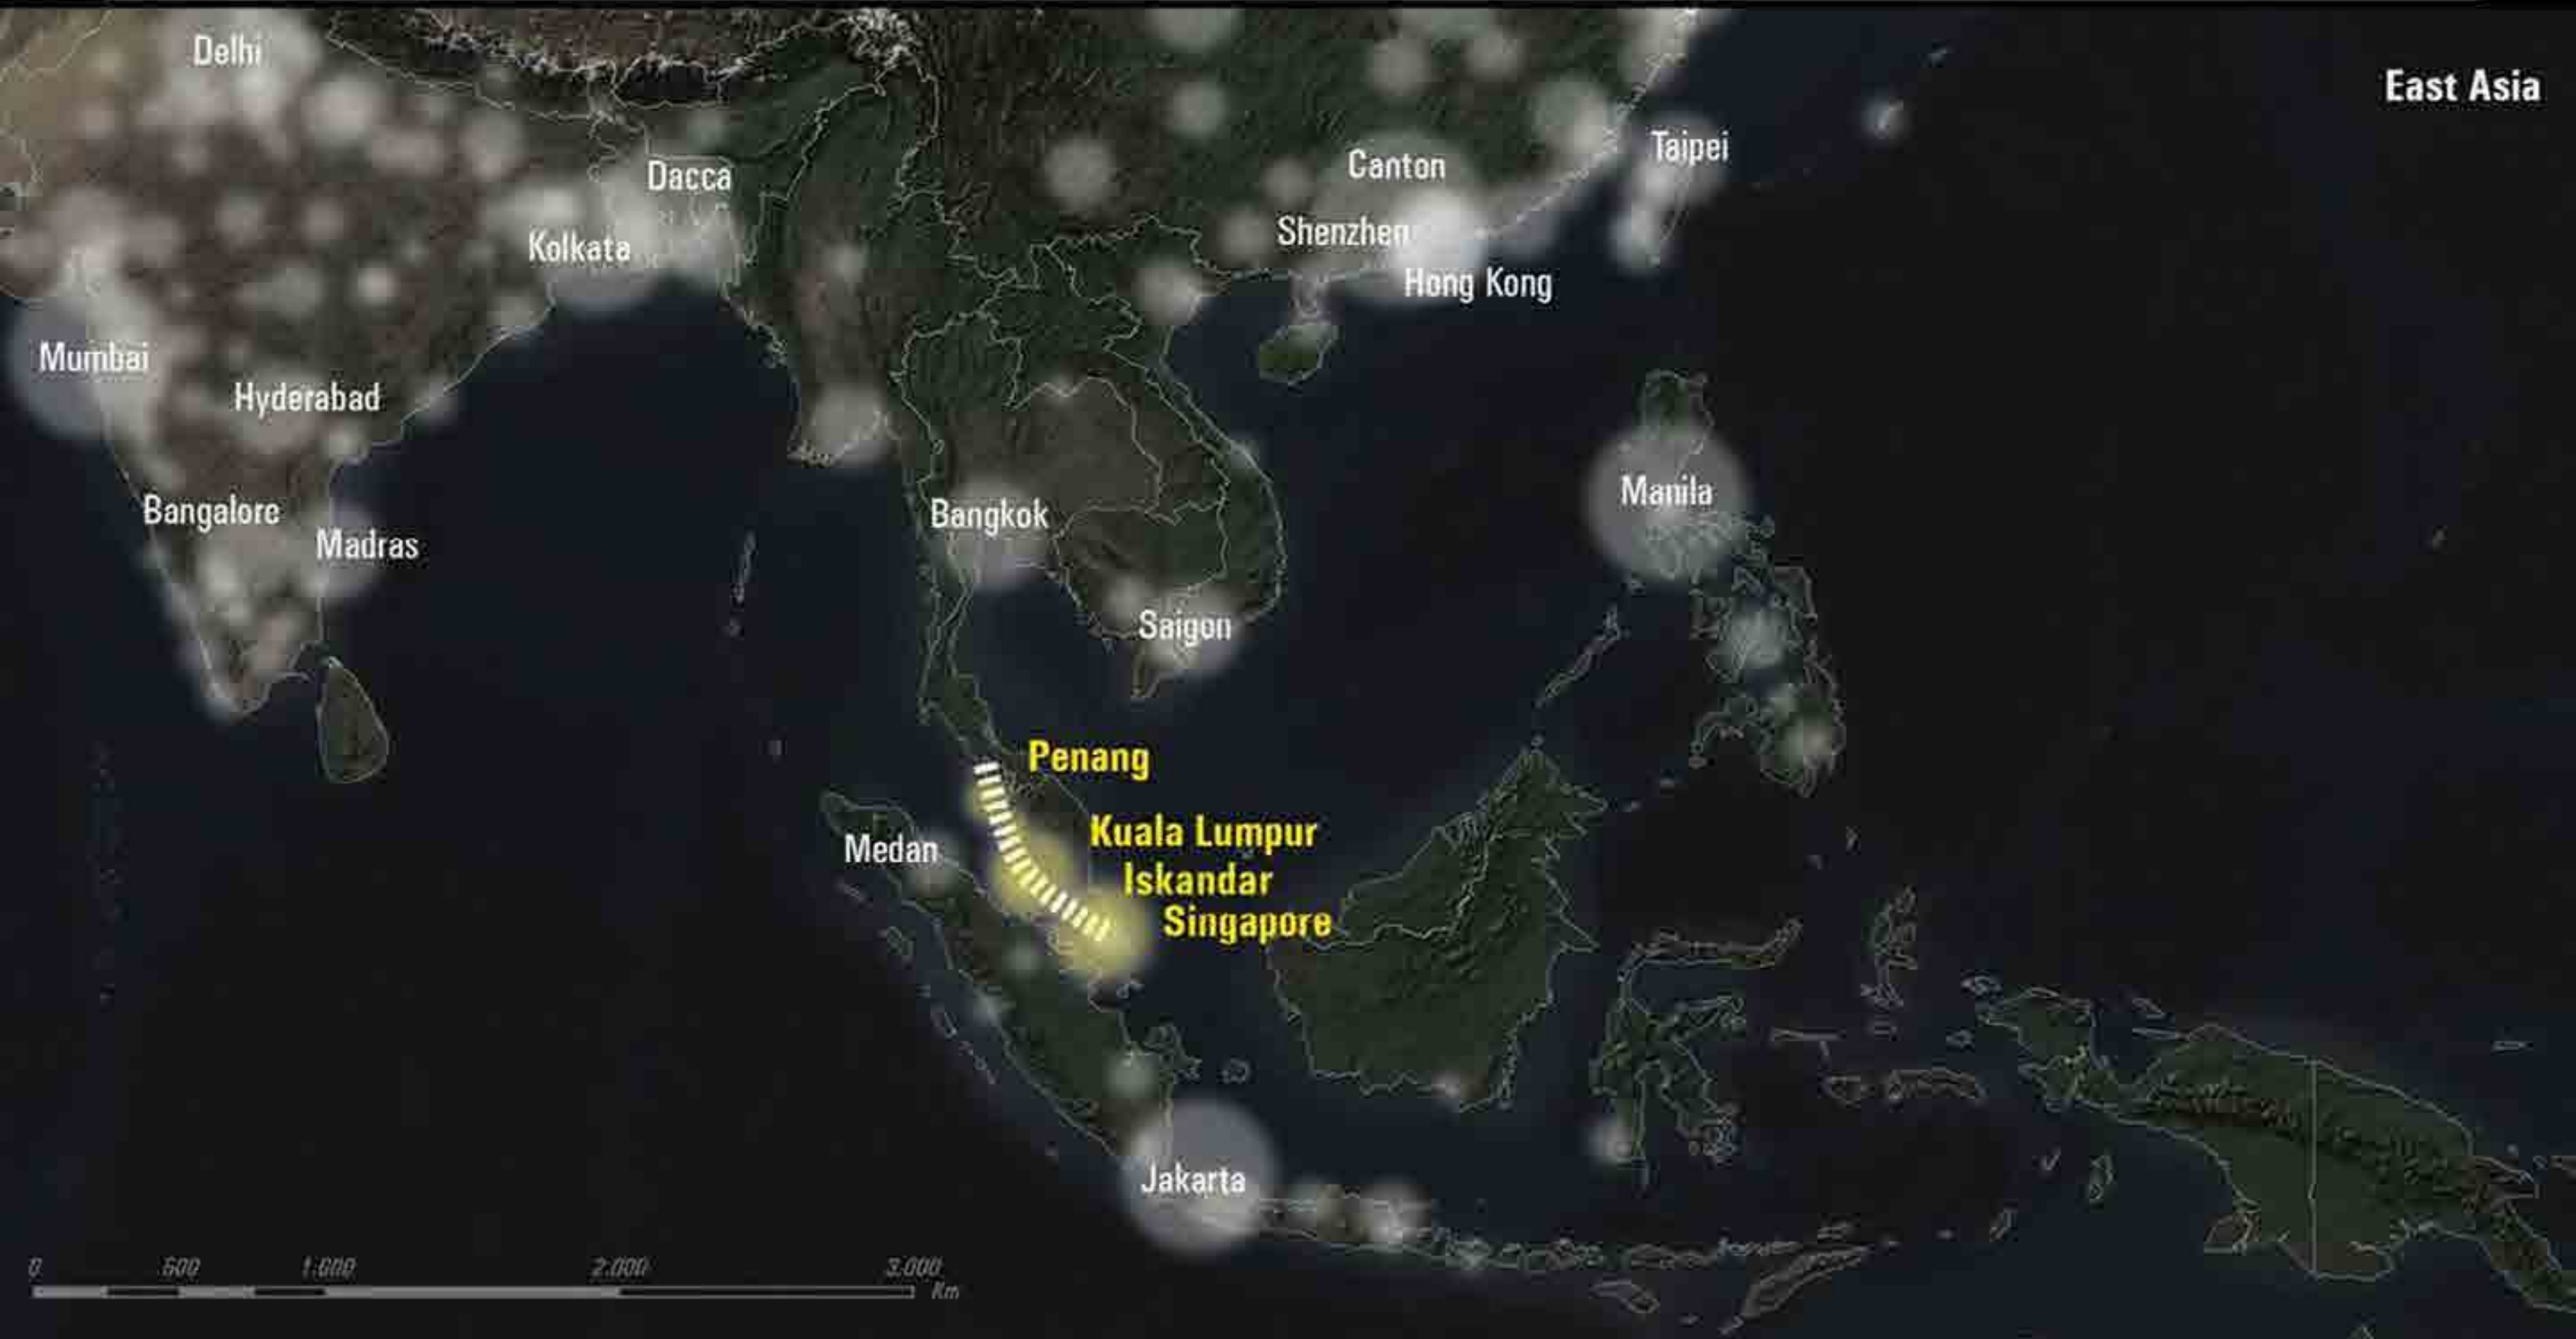 Delhi
East Asia
Taipei
Canton
Dacca
Shenzhen
Kolkata
Hong Kong
Mumbai
Hyderabad
Manila
Bangalore
Bangkok
Madras
Saigon
Penang
Kuala Lumpur
Medan
Iskandar
Singapore
Jakarta
0 500 1.000 2.000 3.000
Km